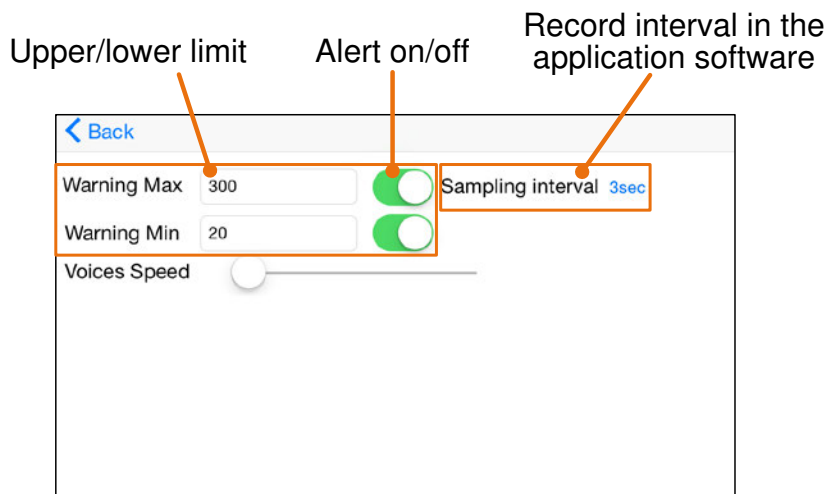 Upper/lower limit
Alert on/off
Record interval in the
application software
Back
Warning Max 300
Sampling interval 3sec
Warning Min 20
Voices Speed